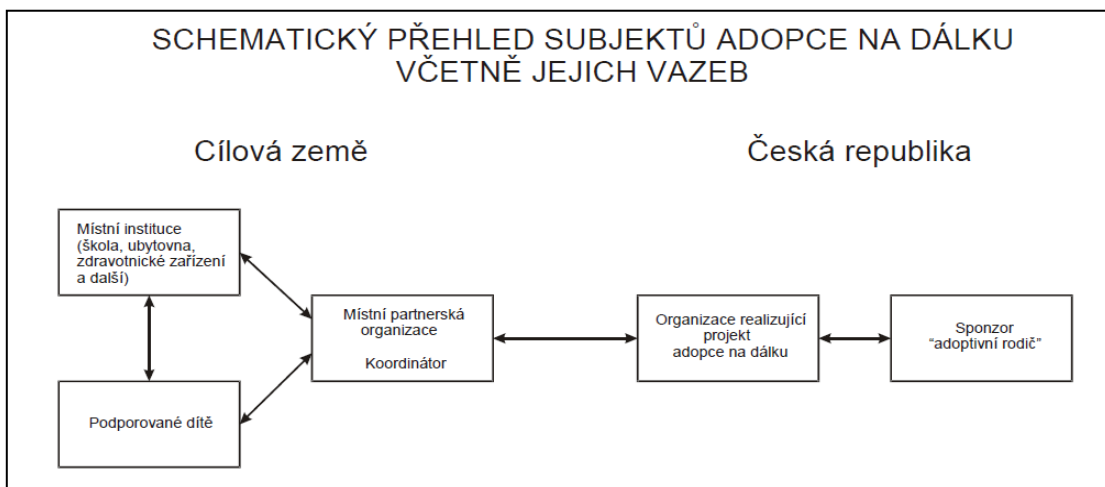 SCHEMATICKÝ PŘEHLED SUBJEKTŮ ADOPCE NA DÁLKU
VČETNĚ JEJICH VAZEB
Cílová země
Česká republika
Místní instituce
(škola, ubytovna,
zdravotnické zařízení
a další)
Místní partnerská
organizace
Koordinátor
Organizace realizující
projekt
adopce na dálku
Sponzor
“adoptivní rodič”
Podporované dítě